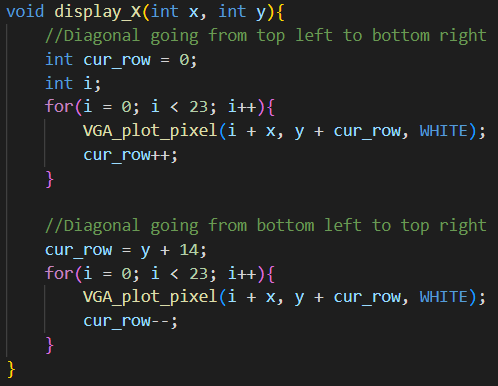 void display_X(int x, int y){
    //Diagonal going from top left to bottom right
    int cur_row = 0;
    int i;
    for(i = 0; i < 23; i++){
        VGA_plot_pixel(i + x, y + cur_row, WHITE);
        cur_row++;
    }

    //Diagonal going from bottom left to top right
    cur_row = y + 14;
    for(i = 0; i < 23; i++){
        VGA_plot_pixel(i + x, y + cur_row, WHITE);
        cur_row--;
    }
}